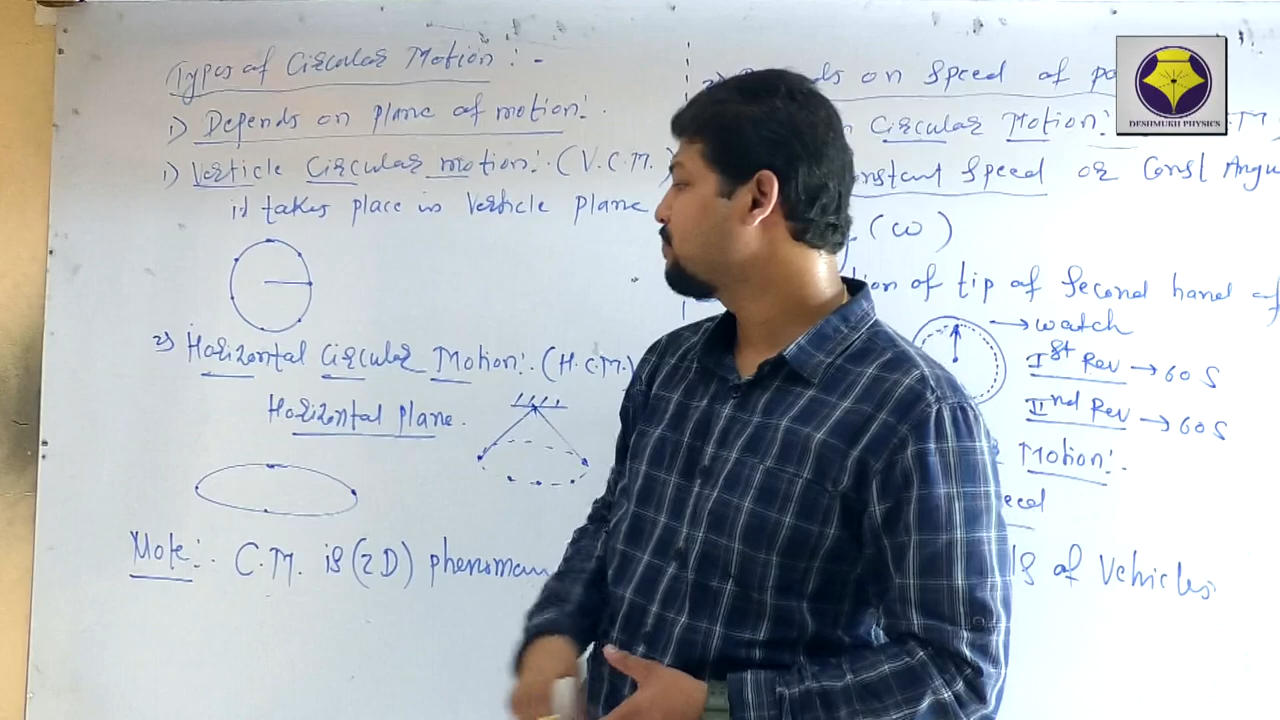 Types of Circular Motion :-
1) Depends on plane of motion:.
1) Verticle Circular motion:. (V.C.M.)
it takes place in Verticle plane
2) Horizontal Circular Motion:. (H.C.M.)
Horizontal plane.
Note:. C.M. is (2D)
on Speed of
Circular Motion:
Constant Speed or Const
(ω)
of tip of Second hand of
→ watch
Ist Rev → 60 S
IInd Rev → 60 S
Motion:.
of Vehicles.
DESHMUKH PHYSICS